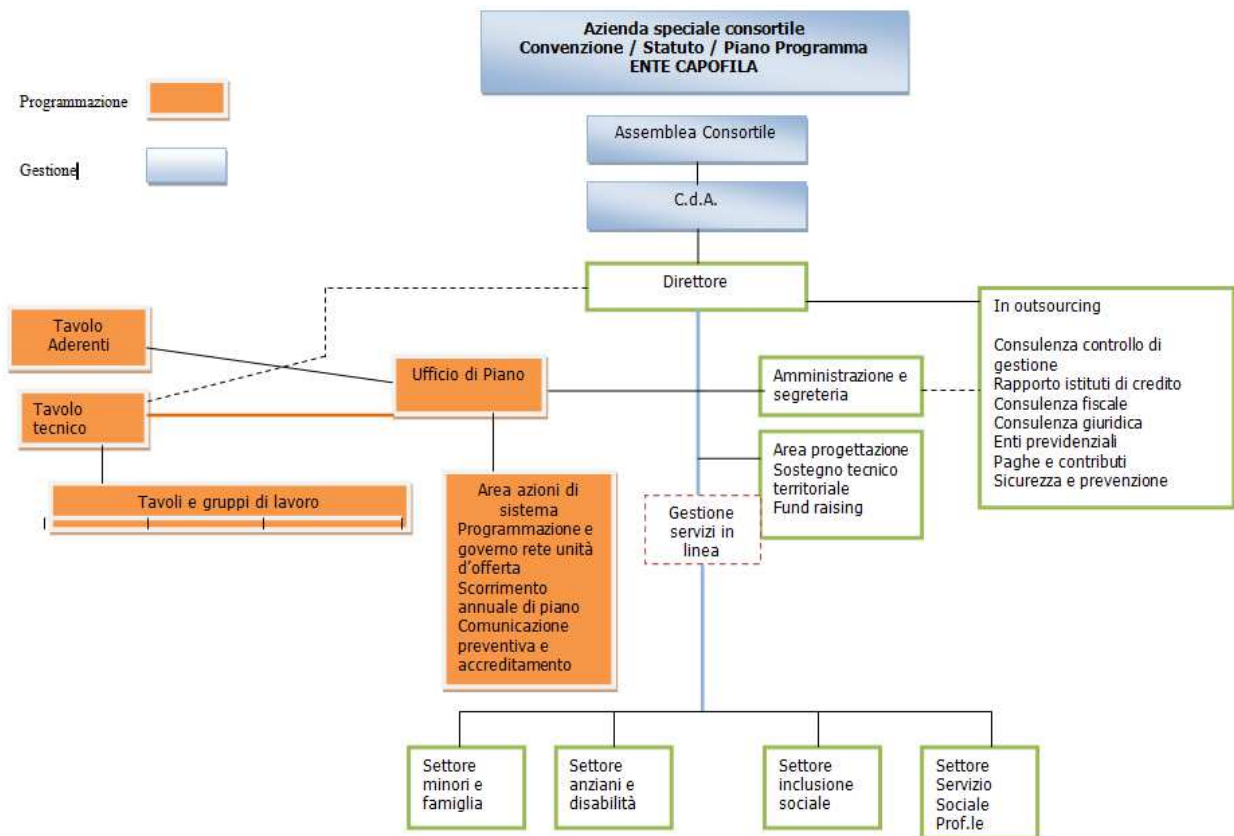 Azienda speciale consortile
Convenzione / Statuto / Piano Programma
ENTE CAPOFILA
Programmazione
Gestione
Assemblea Consortile
C.d.A.
Direttore
In outsourcing
Consulenza controllo di
gestione
Rapporto istituti di credito
Consulenza fiscale
Consulenza giuridica
Enti previdenziali
Paghe e contributi
Sicurezza e prevenzione
Tavolo
Aderenti
Ufficio di Piano
Amministrazione e
segreteria
Tavolo
tecnico
Area progettazione
Sostegno tecnico
territoriale
Fund raising
Tavoli e gruppi di lavoro
Area azioni di
sistema
Programmazione e
governo rete unità
d’offerta
Scorrimento
annuale di piano
Comunicazione
preventiva e
accreditamento
Gestione
servizi in
linea
Settore
minori e
famiglia
Settore
anziani e
disabilità
Settore
inclusione
sociale
Settore
Servizio
Sociale
Prof.le